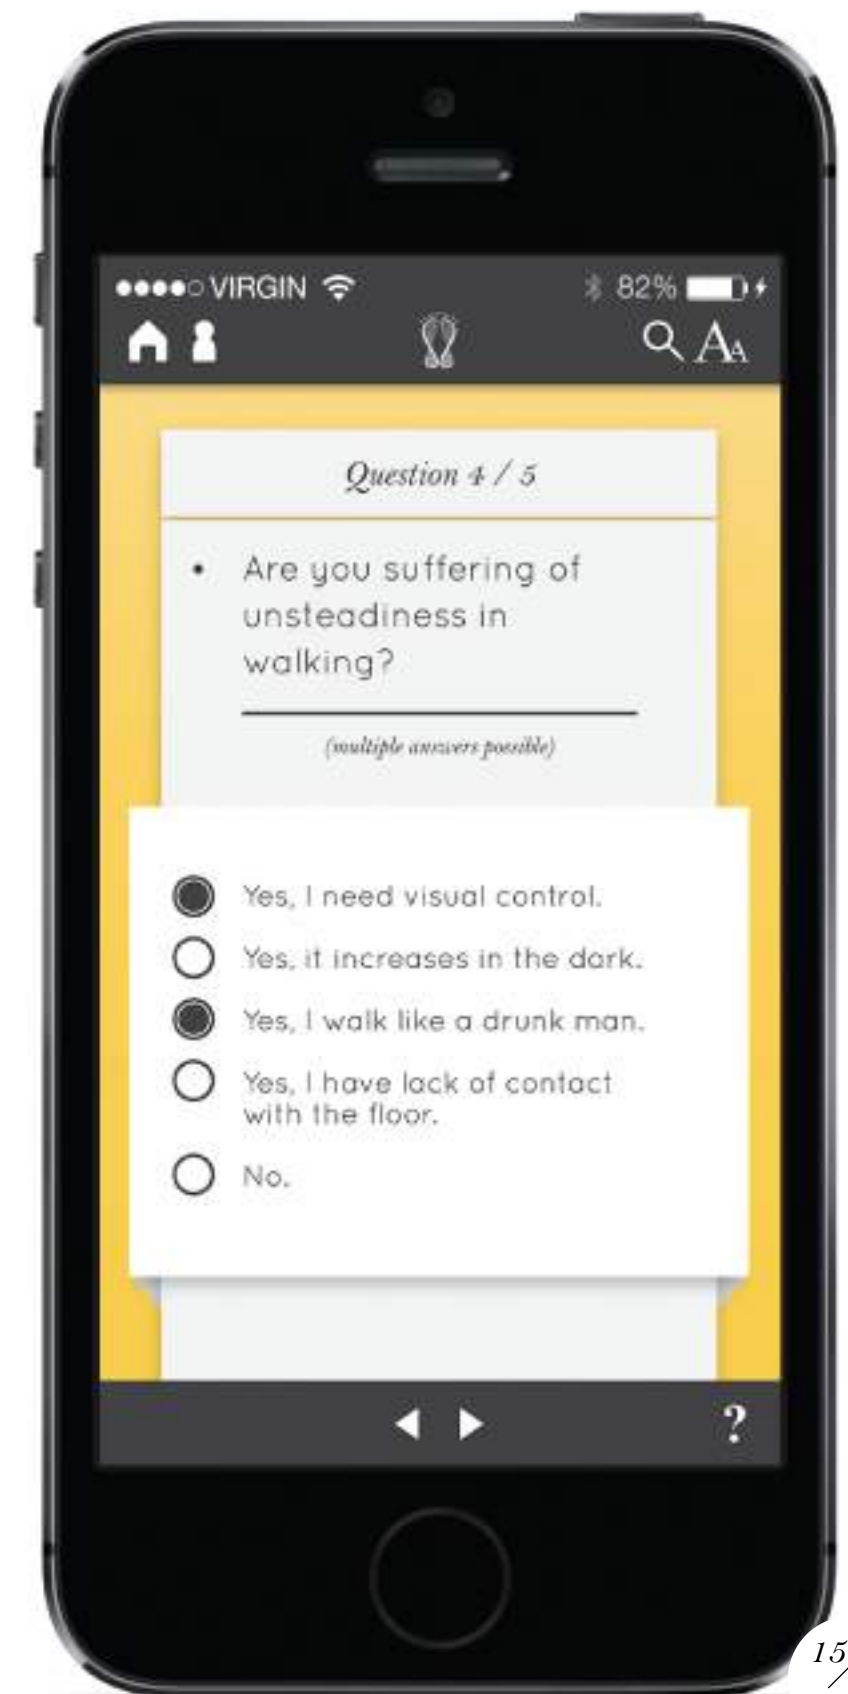 VIRGIN 82%
AA
Question 4 / 5
• Are you suffering of
unsteadiness in
walking?
(multiple answers possible)
Yes, I need visual control.
Yes, it increases in the dark.
Yes, I walk like a drunk man.
Yes, I have lack of contact
with the floor.
No.
?
15/